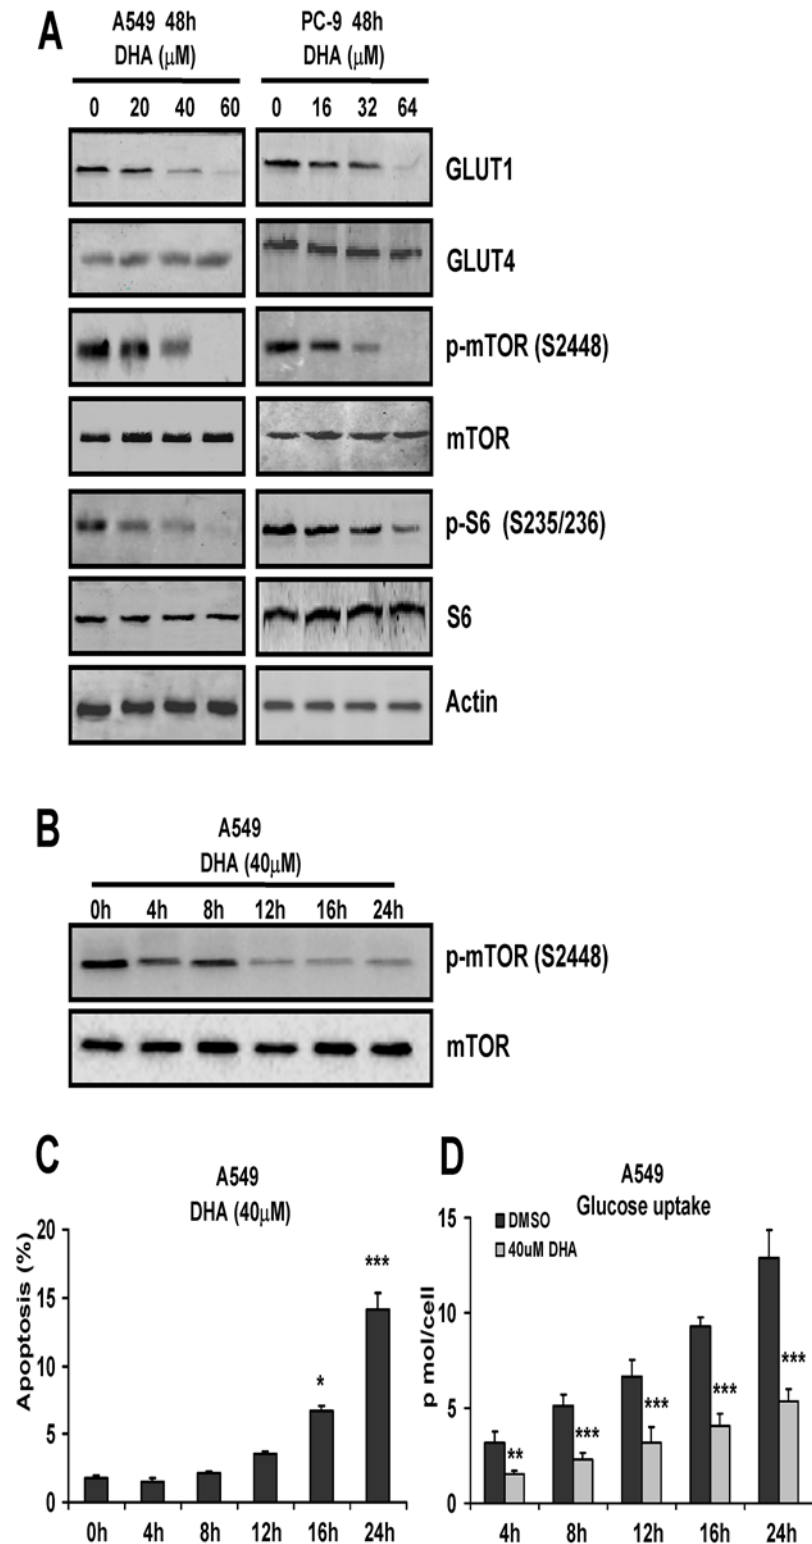 A
A549 48h
DHA (μM)
PC-9 48h
DHA (μM)
0 20 40 60
0 16 32 64
GLUT1
GLUT4
p-mTOR (S2448)
mTOR
p-S6 (S235/236)
S6
Actin
B
A549
DHA (40μM)
0h 4h 8h 12h 16h 24h
p-mTOR (S2448)
mTOR
C
A549
DHA (40μM)
Apoptosis (%)
20
15
10
5
0
*
***
0h 4h 8h 12h 16h 24h
D
A549
Glucose uptake
DMSO
40uM DHA
p mol/cell
15
10
5
0
**
***
***
***
***
4h 8h 12h 16h 24h